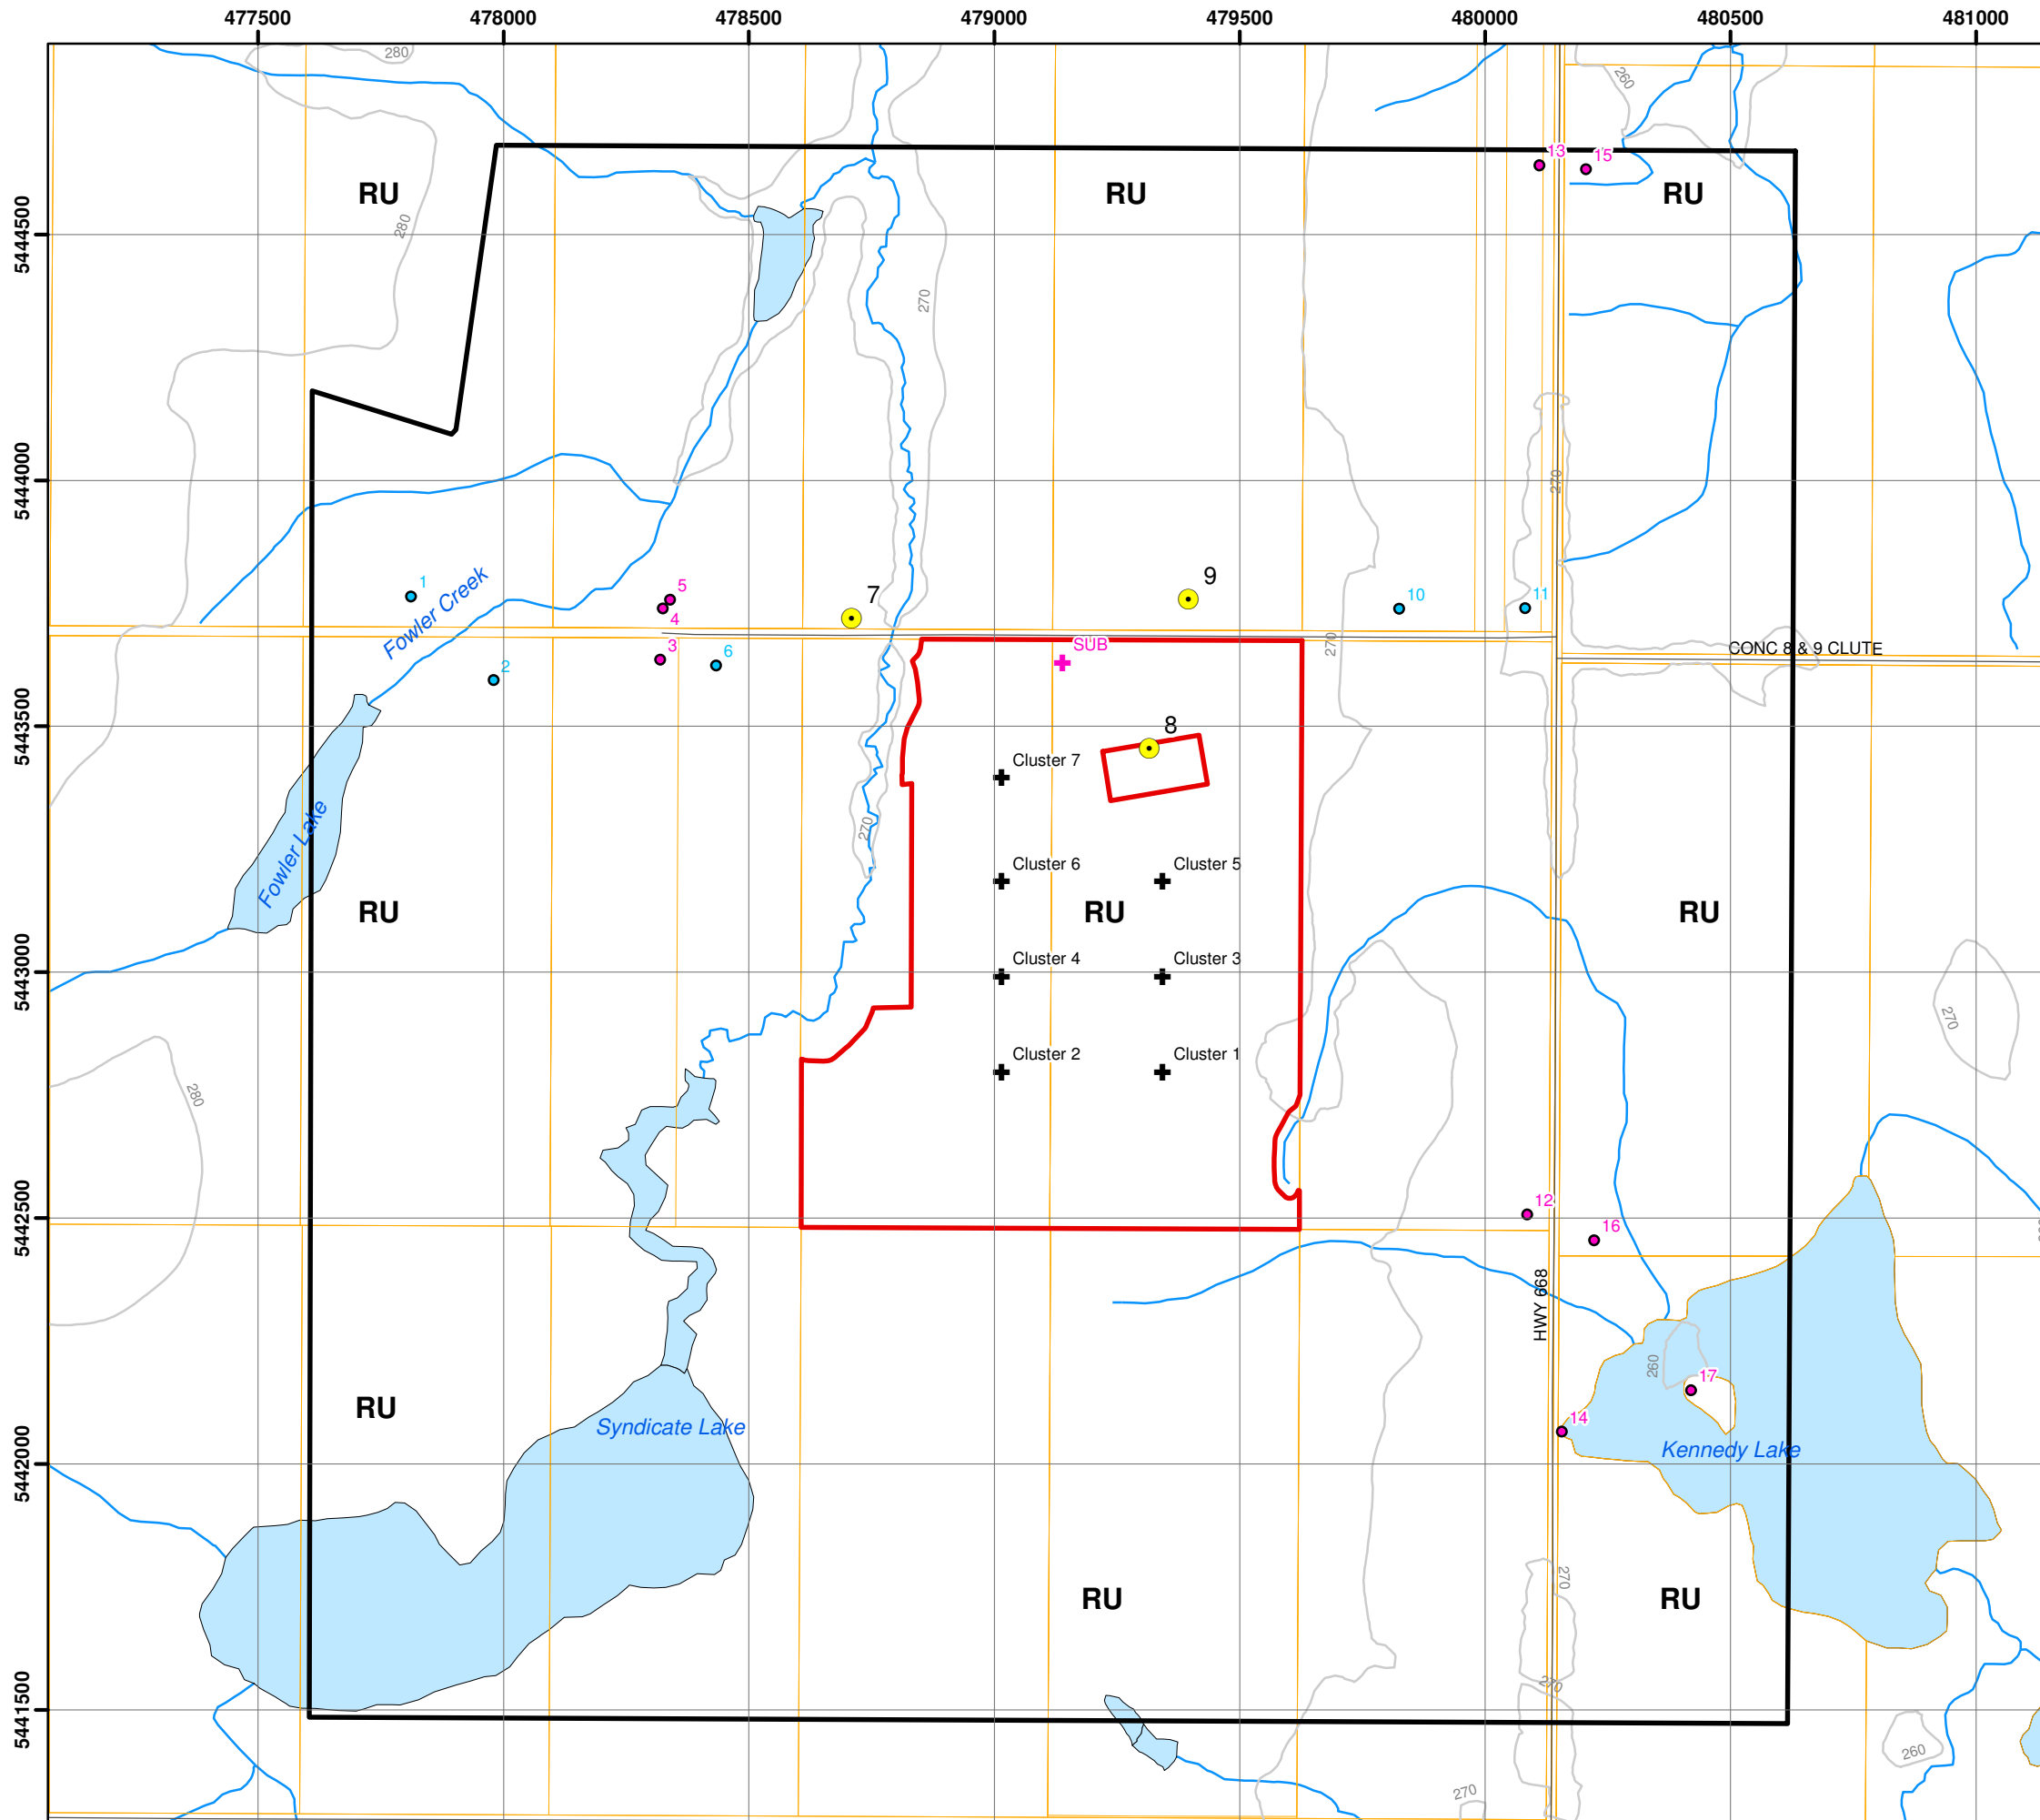 477500 478000 478500 479000 479500 480000 480500 481000
280
260
13 15
RU RU RU
280
5444500
270
5444000
270
1
Fowler Creek
5
4
7
9
10 11
3
6
2
SUB
270
CONC 8 & 9 CLUTE
5443500
8
Cluster 7
270
Fowler Lake
Cluster 6 Cluster 5
RU RU RU
5443000
Cluster 4 Cluster 3
270
Cluster 2 Cluster 1
280
5442500
12
16
HWY 668
260
17
RU
14
Syndicate Lake
Kennedy Lake
5442000
270
RU RU
270
5441500
260
270